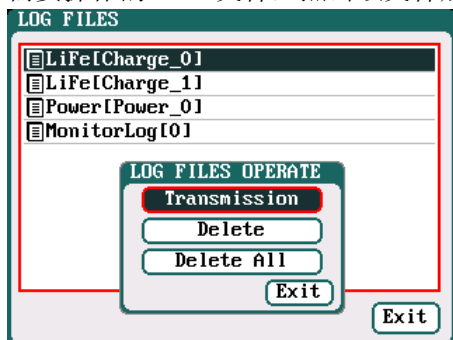 LOG FILES
LiFe[Charge_0]
LiFe[Charge_1]
Power[Power_0]
MonitorLog[0]
LOG FILES OPERATE
Transmission
Delete
Delete All
Exit
Exit